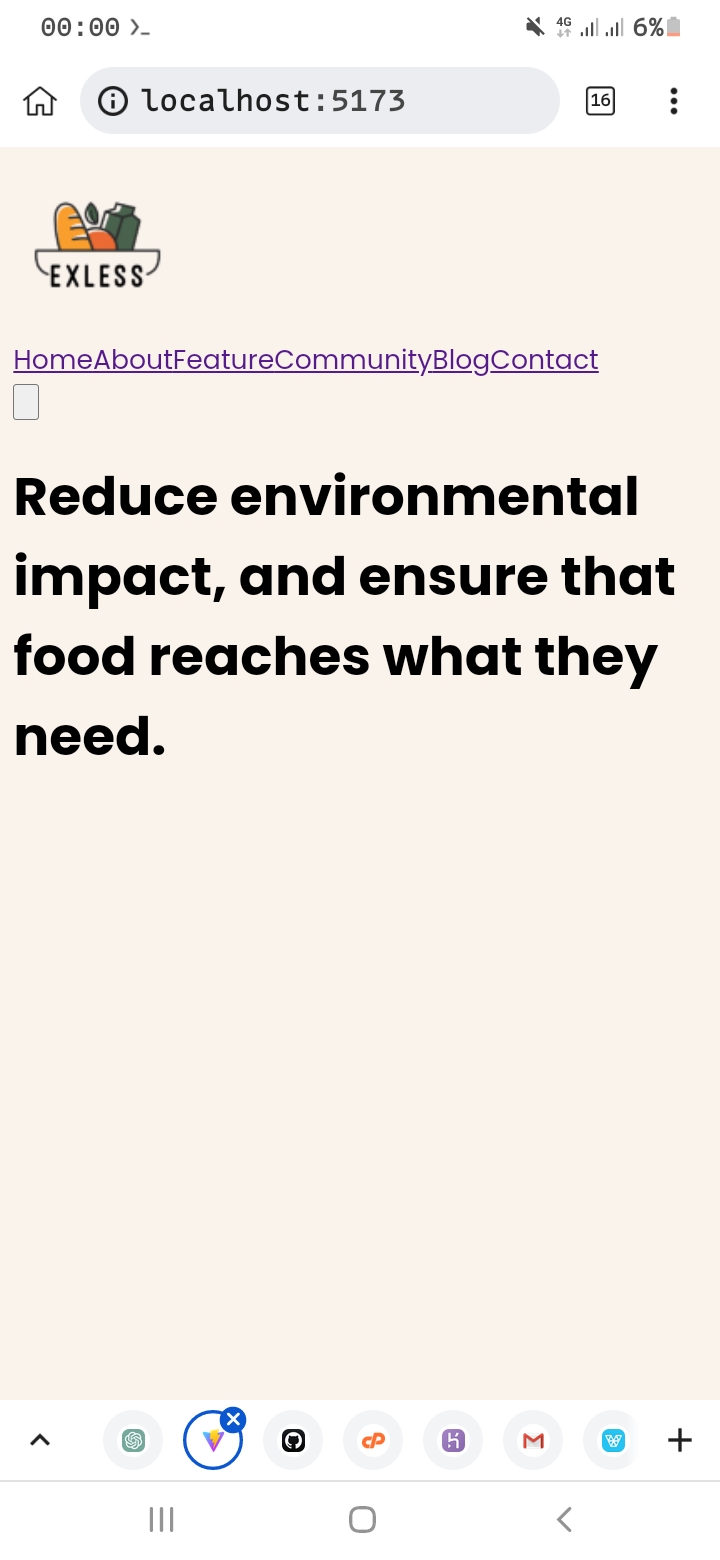 00:00
4G
6%
localhost:5173
16
EXLESS
HomeAboutFeatureCommunityBlogContact
Reduce environmental
impact, and ensure that
food reaches what they
need.